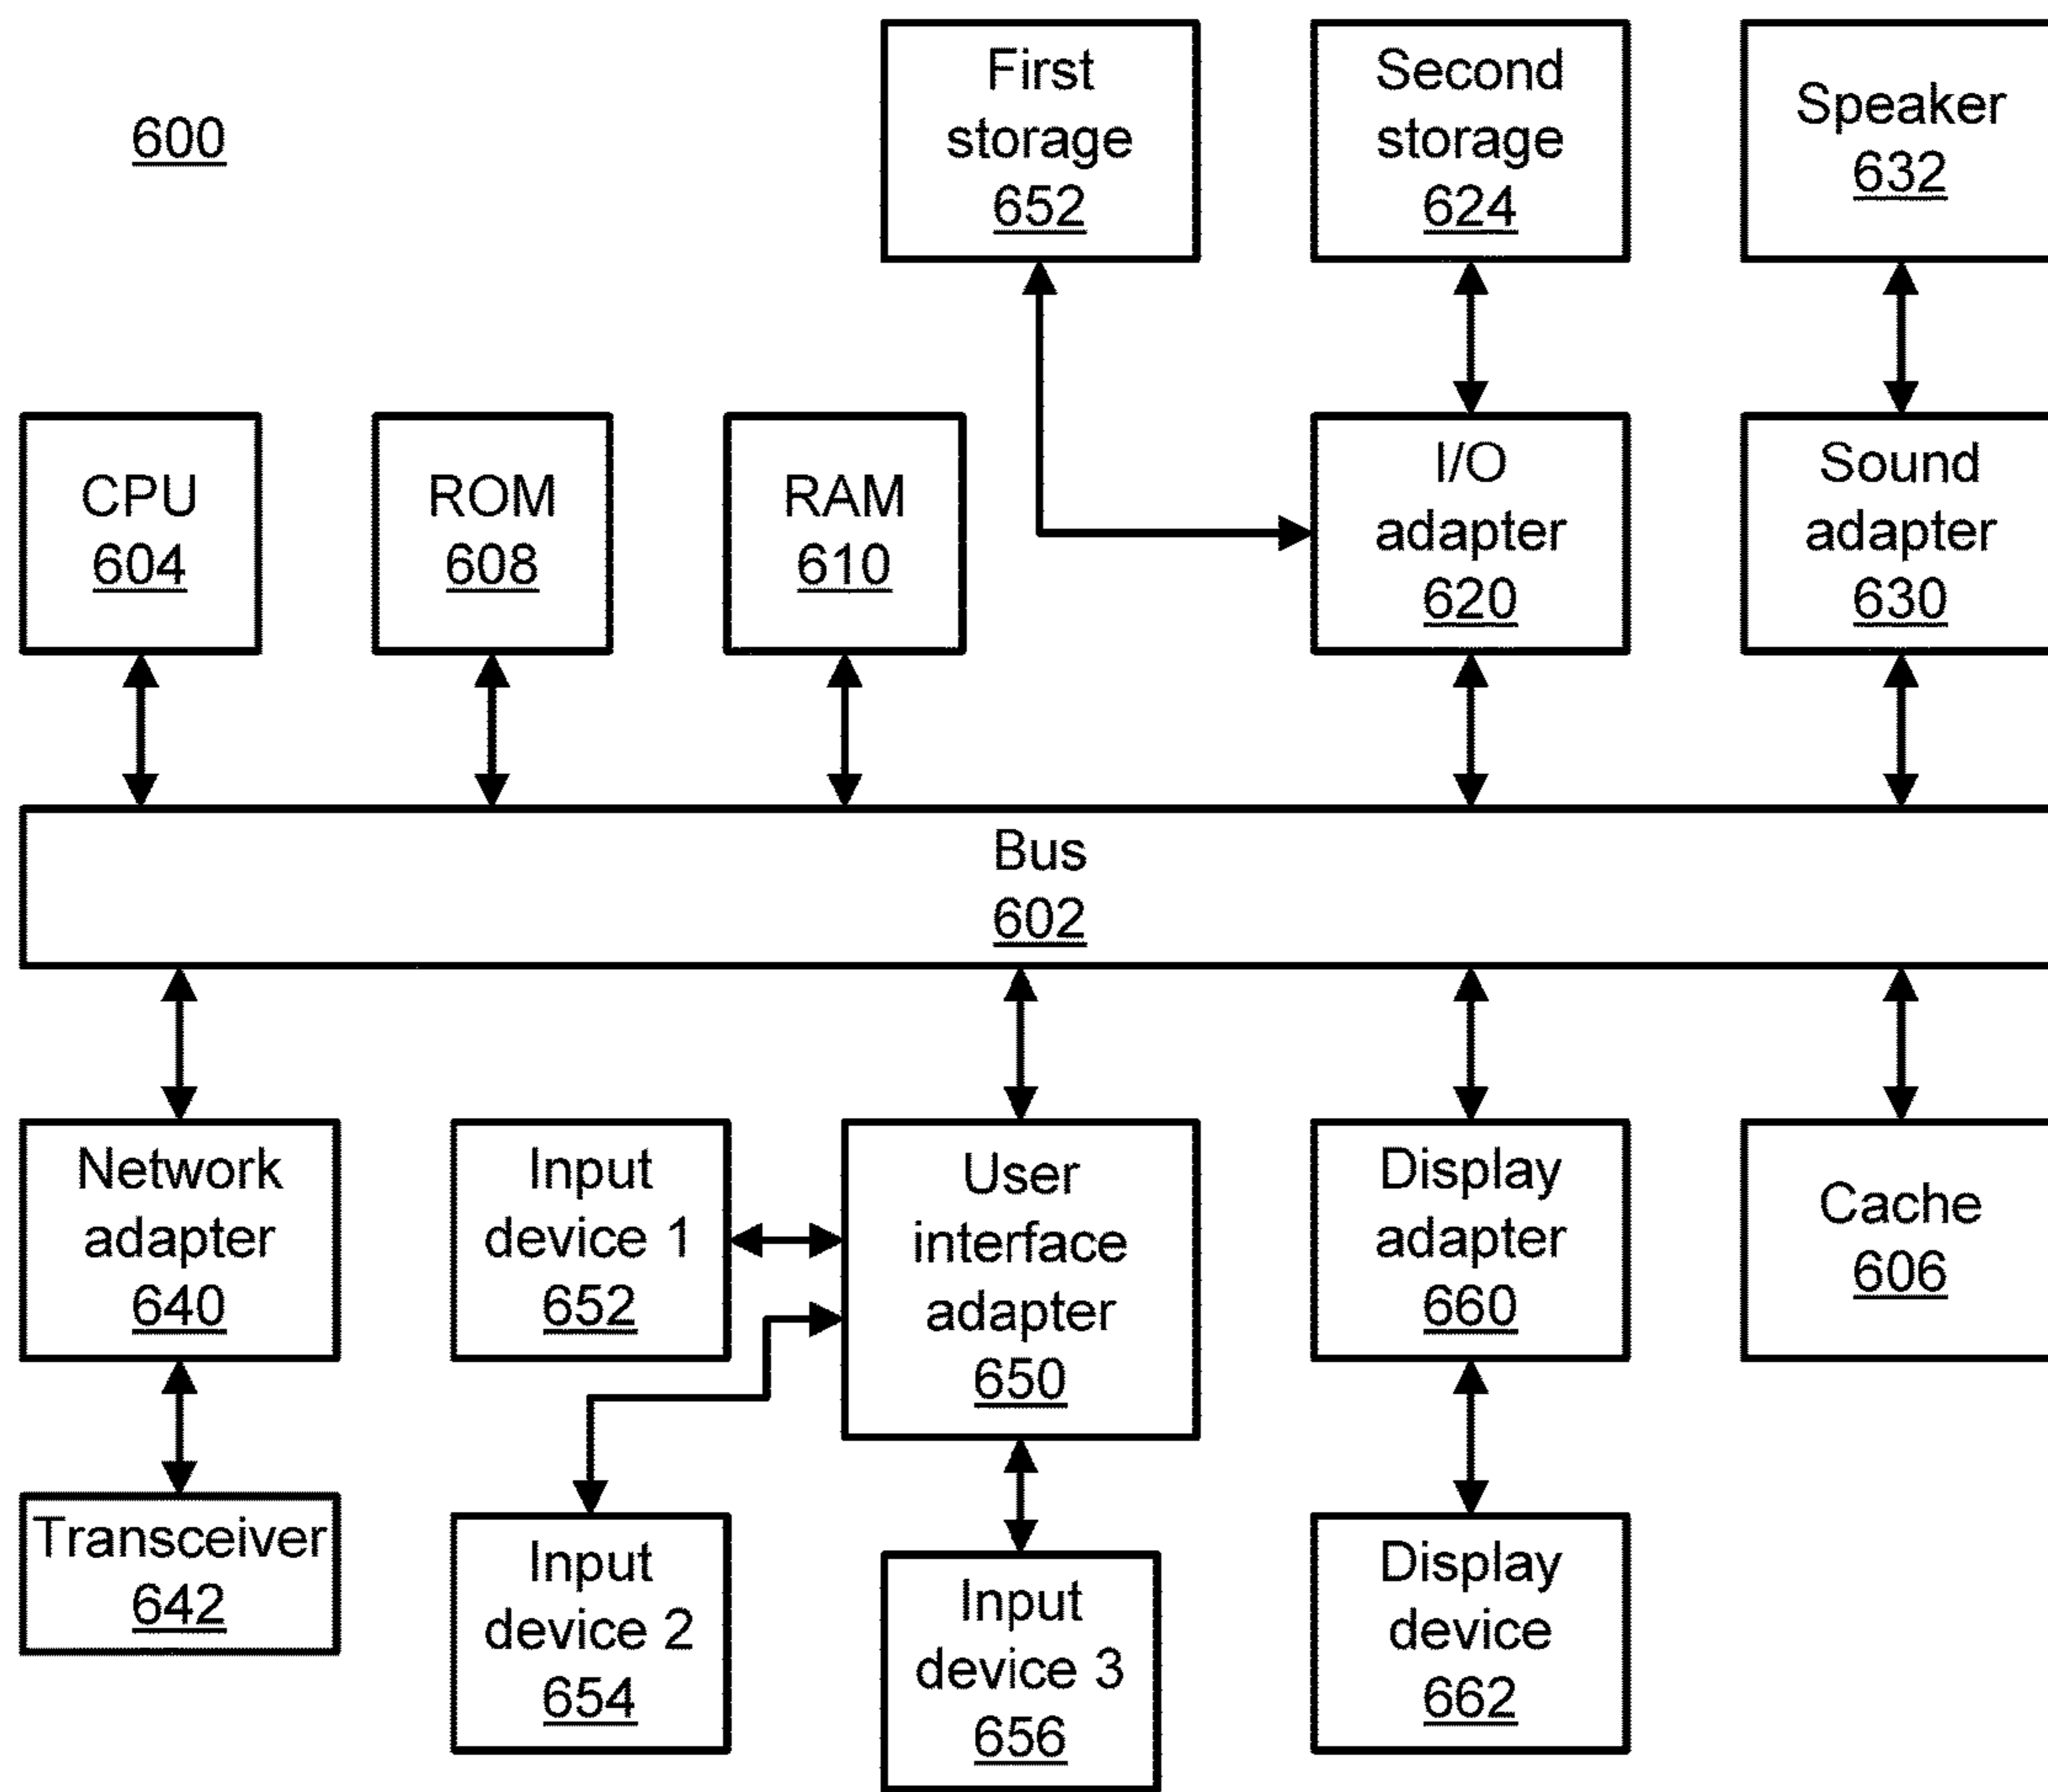 600
First
storage
652
Second
storage
624
Speaker
632
CPU
604
ROM
608
RAM
610
I/O
adapter
620
Sound
adapter
630
Bus
602
Network
adapter
640
Input
device 1
652
User
interface
adapter
650
Display
adapter
660
Cache
606
Transceiver
642
Input
device 2
654
Input
device 3
656
Display
device
662